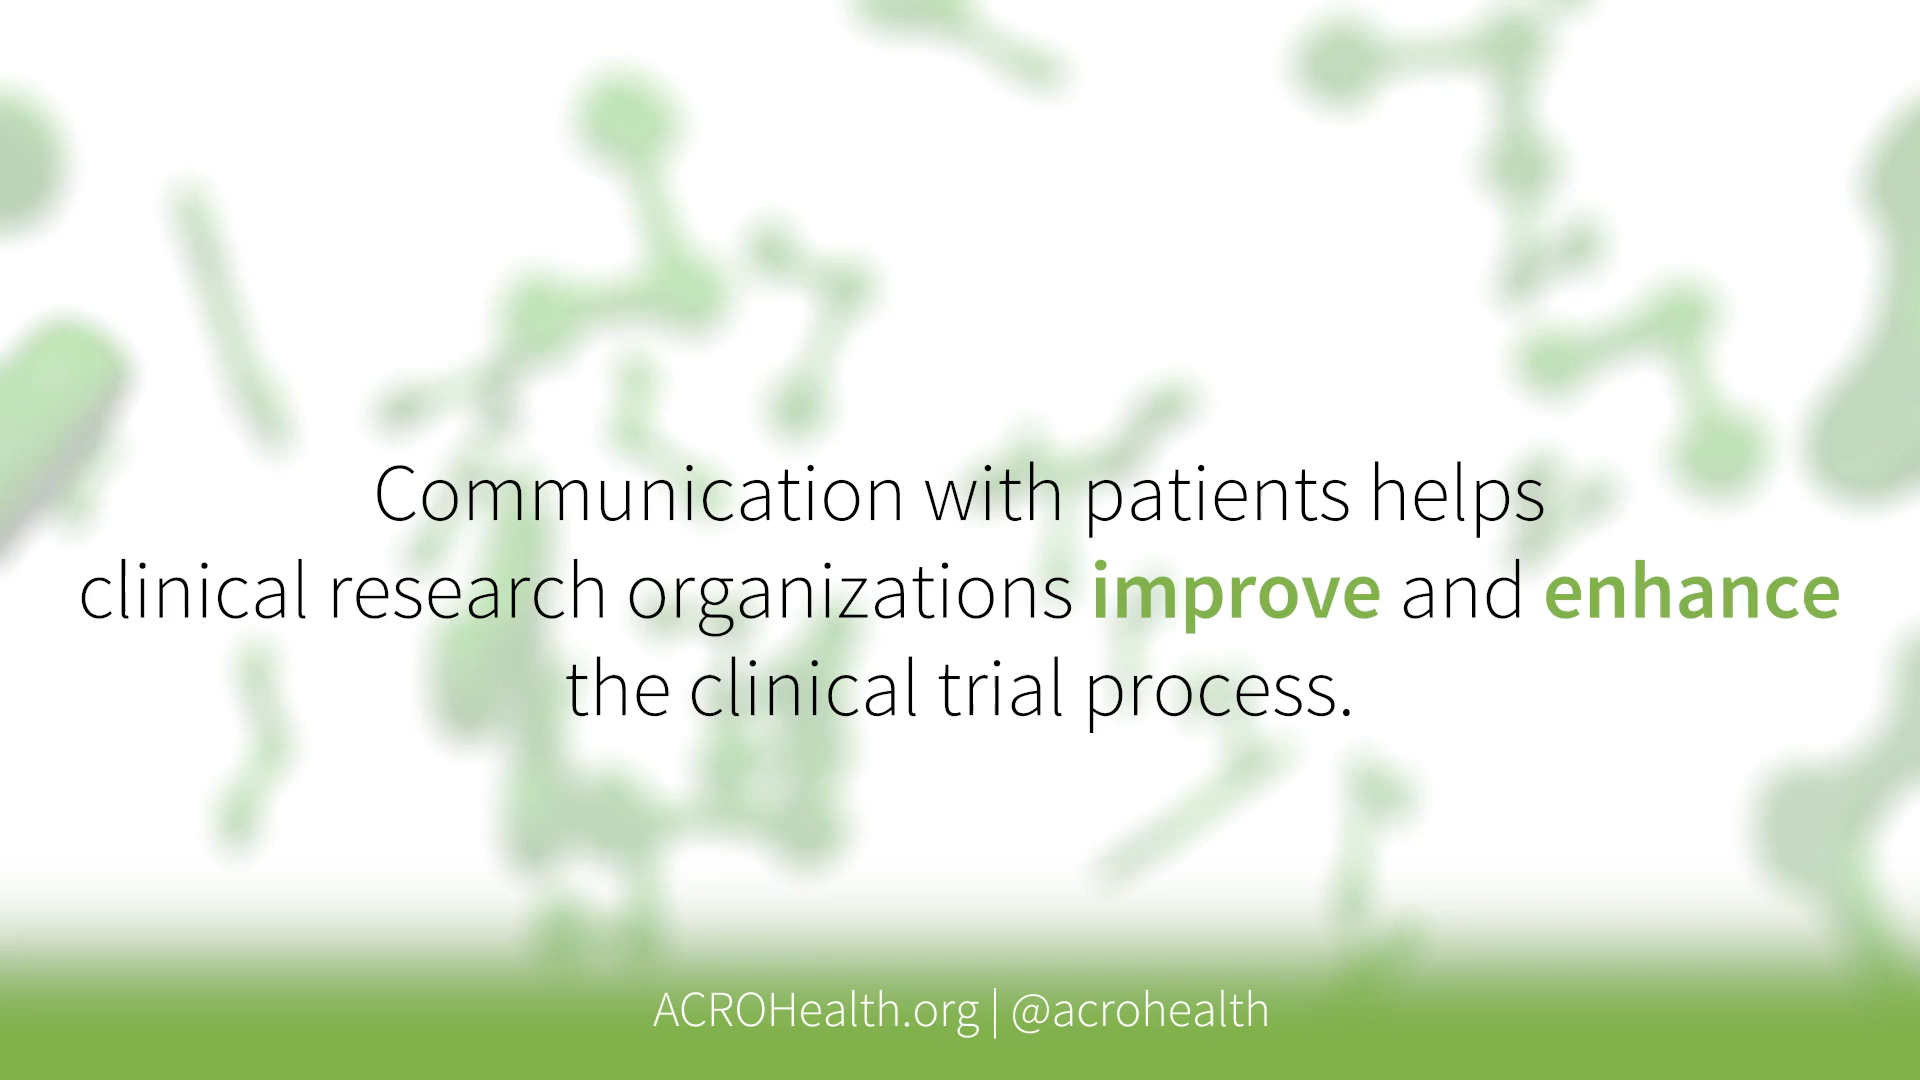 Communication with patients helps
clinical research organizations improve and enhance
the clinical trial process.
ACROHealth.org | @acrohealth